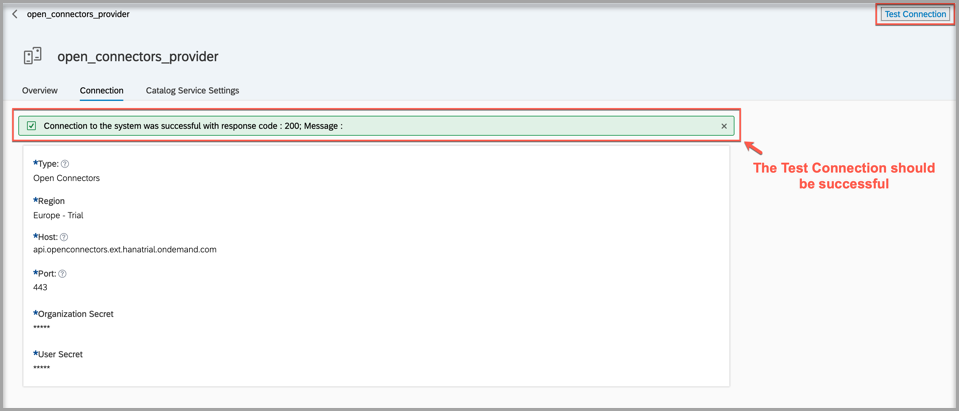 open_connectors_provider
Test Connection
open_connectors_provider
Overview Connection Catalog Service Settings
Connection to the system was successful with response code : 200; Message :
The Test Connection should
be successful
*Type:
Open Connectors
*Region
Europe - Trial
*Host:
api.openconnectors.ext.hanatrial.ondemand.com
*Port:
443
*Organization Secret
*****
*User Secret
*****